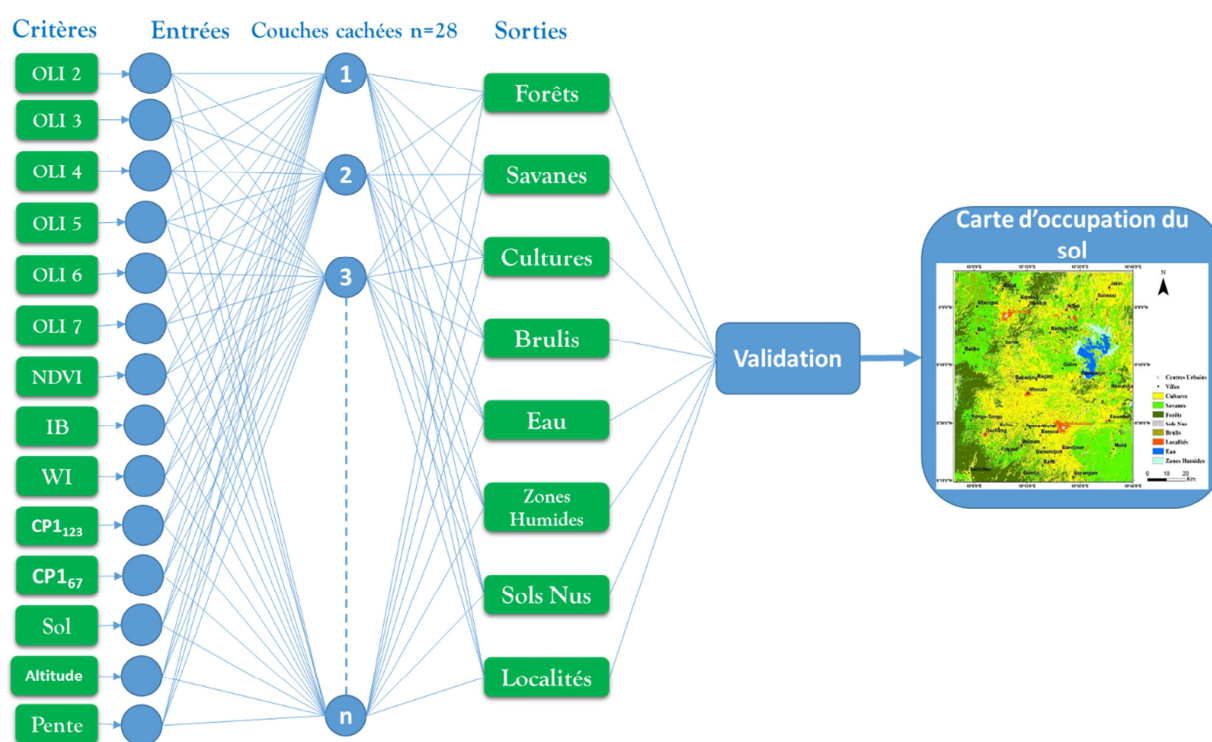 Critères
Entrées
Couches cachées n=28
Sorties
OLI 2
OLI 3
OLI 4
OLI 5
OLI 6
OLI 7
NDVI
IB
WI
CP1₁₂₃
CP1₆₇
Sol
Altitude
Pente
1
2
3
n
Forêts
Savanes
Cultures
Brulis
Eau
Zones
Humides
Sols Nus
Localités
Validation
Carte d'occupation du
sol
N
Centres Urbains
Villes
Cultures
Savanes
Forêts
Sols Nus
Brulis
Localités
Eau
Zones Humides
0 10 20
Km